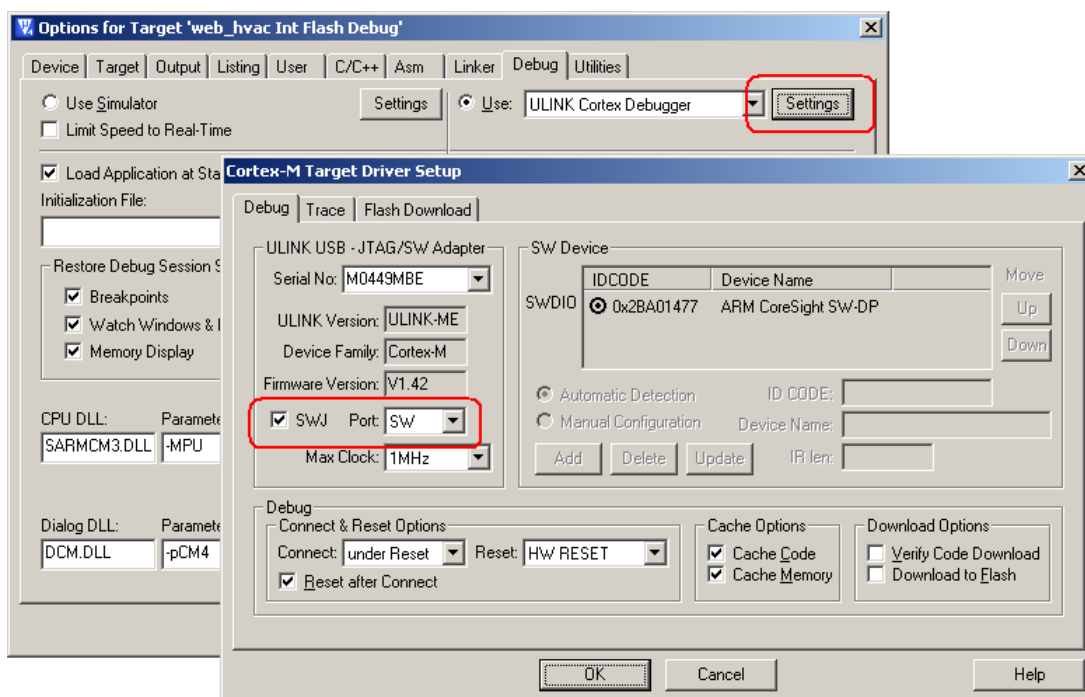 Options for Target 'web_hvac Int Flash Debug'
Device Target Output Listing User C/C++ Asm Linker Debug Utilities
Use Simulator Settings Use: ULINK Cortex Debugger Settings
Limit Speed to Real-Time
Load Application at Sta
Initialization File:
Restore Debug Session S
Breakpoints
Watch Windows &
Memory Display
CPU DLL: Paramete
SARMCM3.DLL -MPU
Dialog DLL: Paramete
DCM.DLL -pCM4
Cortex-M Target Driver Setup
Debug Trace Flash Download
ULINK USB - JTAG/SW Adapter
Serial No: M0449MBE
ULINK Version: ULINK-ME
Device Family: Cortex-M
Firmware Version: V1.42
SWJ Port: SW
Max Clock: 1MHz
SW Device
IDCODE Device Name Move
SWDIO 0x2BA01477 ARM CoreSight SW-DP Up
Down
Automatic Detection ID CODE:
Manual Configuration Device Name:
Add Delete Update IR len:
Debug
Connect & Reset Options
Connect: under Reset Reset: HW RESET
Reset after Connect
Cache Options
Cache Code
Cache Memory
Download Options
Verify Code Download
Download to Flash
OK Cancel Help